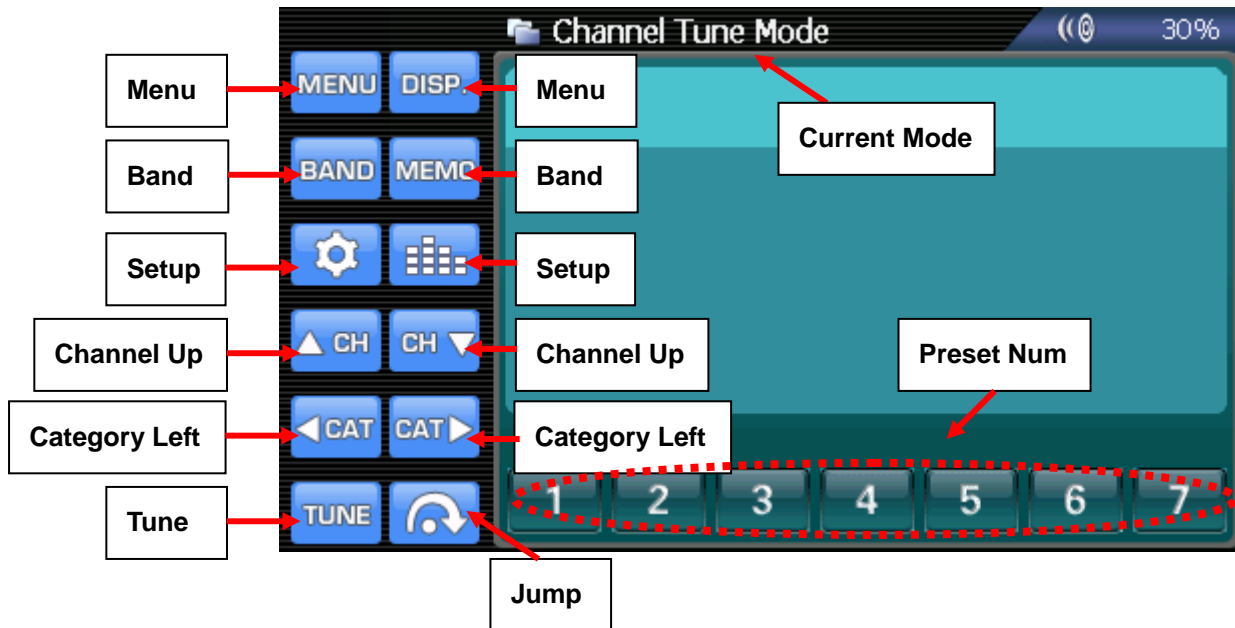 Channel Tune Mode
30%
Menu
MENU
DISP.
Menu
Current Mode
Band
BAND
MEMO
Band
Setup
Setup
Channel Up
CH
CH
Channel Up
Preset Num
Category Left
CAT
CAT
Category Left
Tune
TUNE
1 2 3 4 5 6 7
Jump